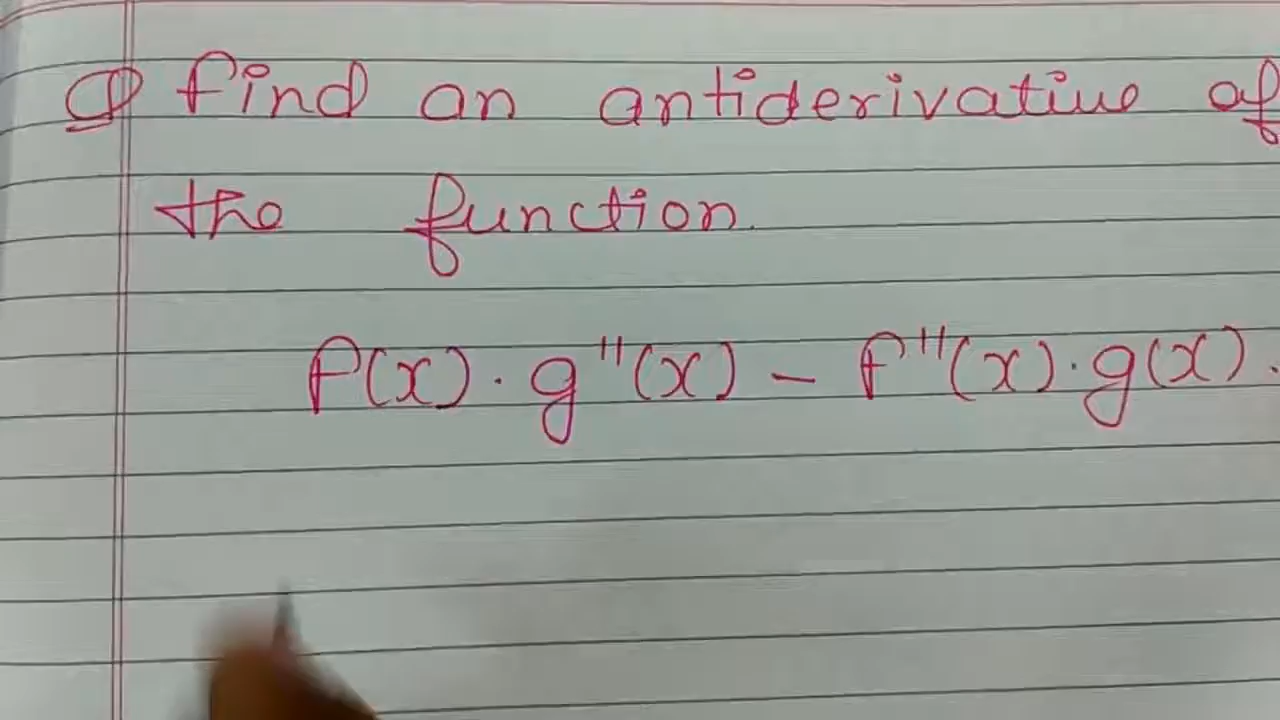 Q Find an antiderivative of
the function.
f(x) · g''(x) - f''(x) · g(x).